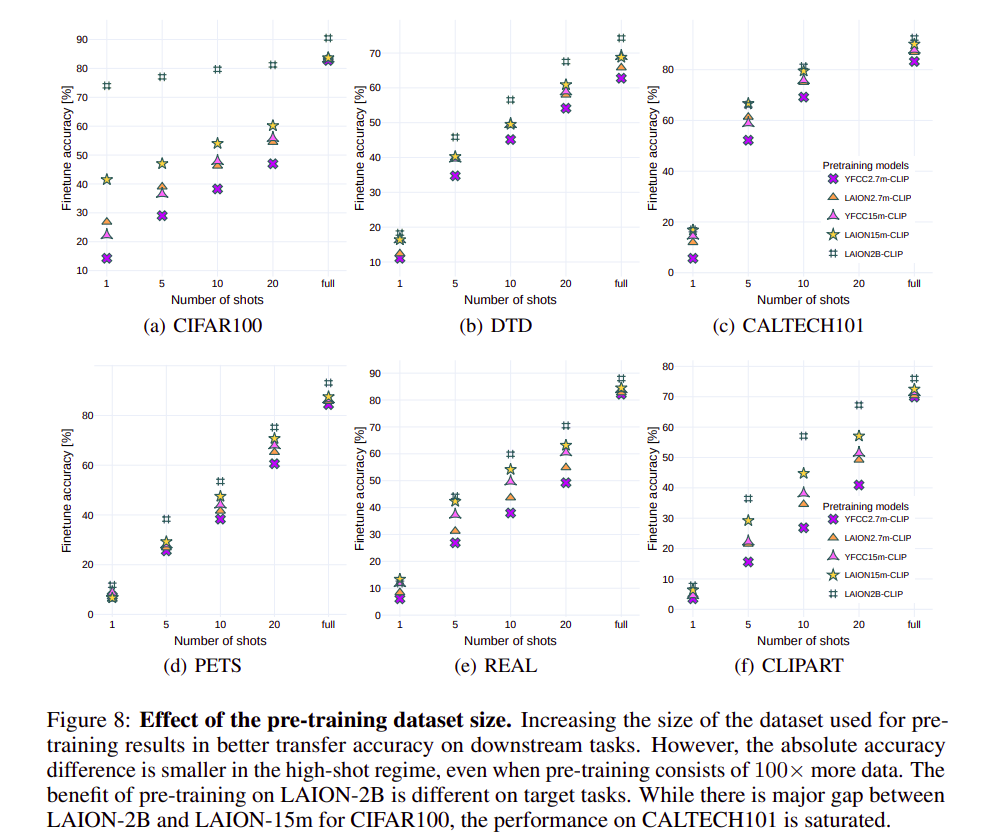 90
80
70
60
50
40
30
20
10
Finetune accuracy [%]
1 5 10 20 full
Number of shots
(a) CIFAR100
70
60
50
40
30
20
10
Finetune accuracy [%]
1 5 10 20 full
Number of shots
(b) DTD
80
60
40
20
0
Finetune accuracy [%]
Pretraining models
YFCC2.7m-CLIP
LAION2.7m-CLIP
YFCC15m-CLIP
LAION15m-CLIP
LAION2B-CLIP
1 5 10 20 full
Number of shots
(c) CALTECH101
80
60
40
20
0
Finetune accuracy [%]
1 5 10 20 full
Number of shots
(d) PETS
90
80
70
60
50
40
30
20
10
0
Finetune accuracy [%]
1 5 10 20 full
Number of shots
(e) REAL
80
70
60
50
40
30
20
10
0
Finetune accuracy [%]
Pretraining models
YFCC2.7m-CLIP
LAION2.7m-CLIP
YFCC15m-CLIP
LAION15m-CLIP
LAION2B-CLIP
1 5 10 20 full
Number of shots
(f) CLIPART
Figure 8: Effect of the pre-training dataset size. Increasing the size of the dataset used for pre-
training results in better transfer accuracy on downstream tasks. However, the absolute accuracy
difference is smaller in the high-shot regime, even when pre-training consists of 100× more data. The
benefit of pre-training on LAION-2B is different on target tasks. While there is major gap between
LAION-2B and LAION-15m for CIFAR100, the performance on CALTECH101 is saturated.